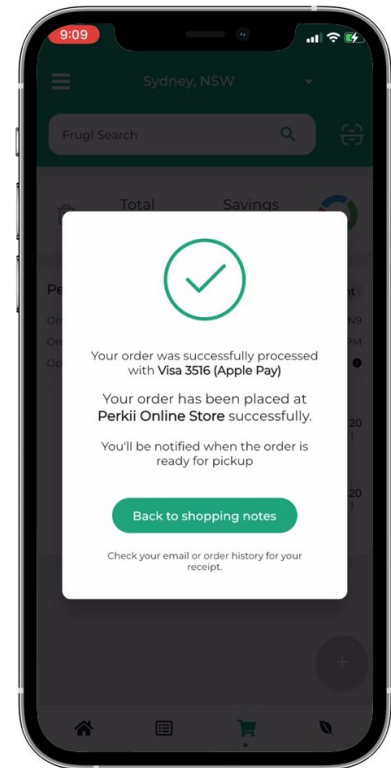 9:09
Sydney, NSW
Frugl Search
Total Savings
Your order was successfully processed
with Visa 3516 (Apple Pay)
Your order has been placed at
Perkii Online Store successfully.
You'll be notified when the order is
ready for pickup
Back to shopping notes
Check your email or order history for your
receipt.